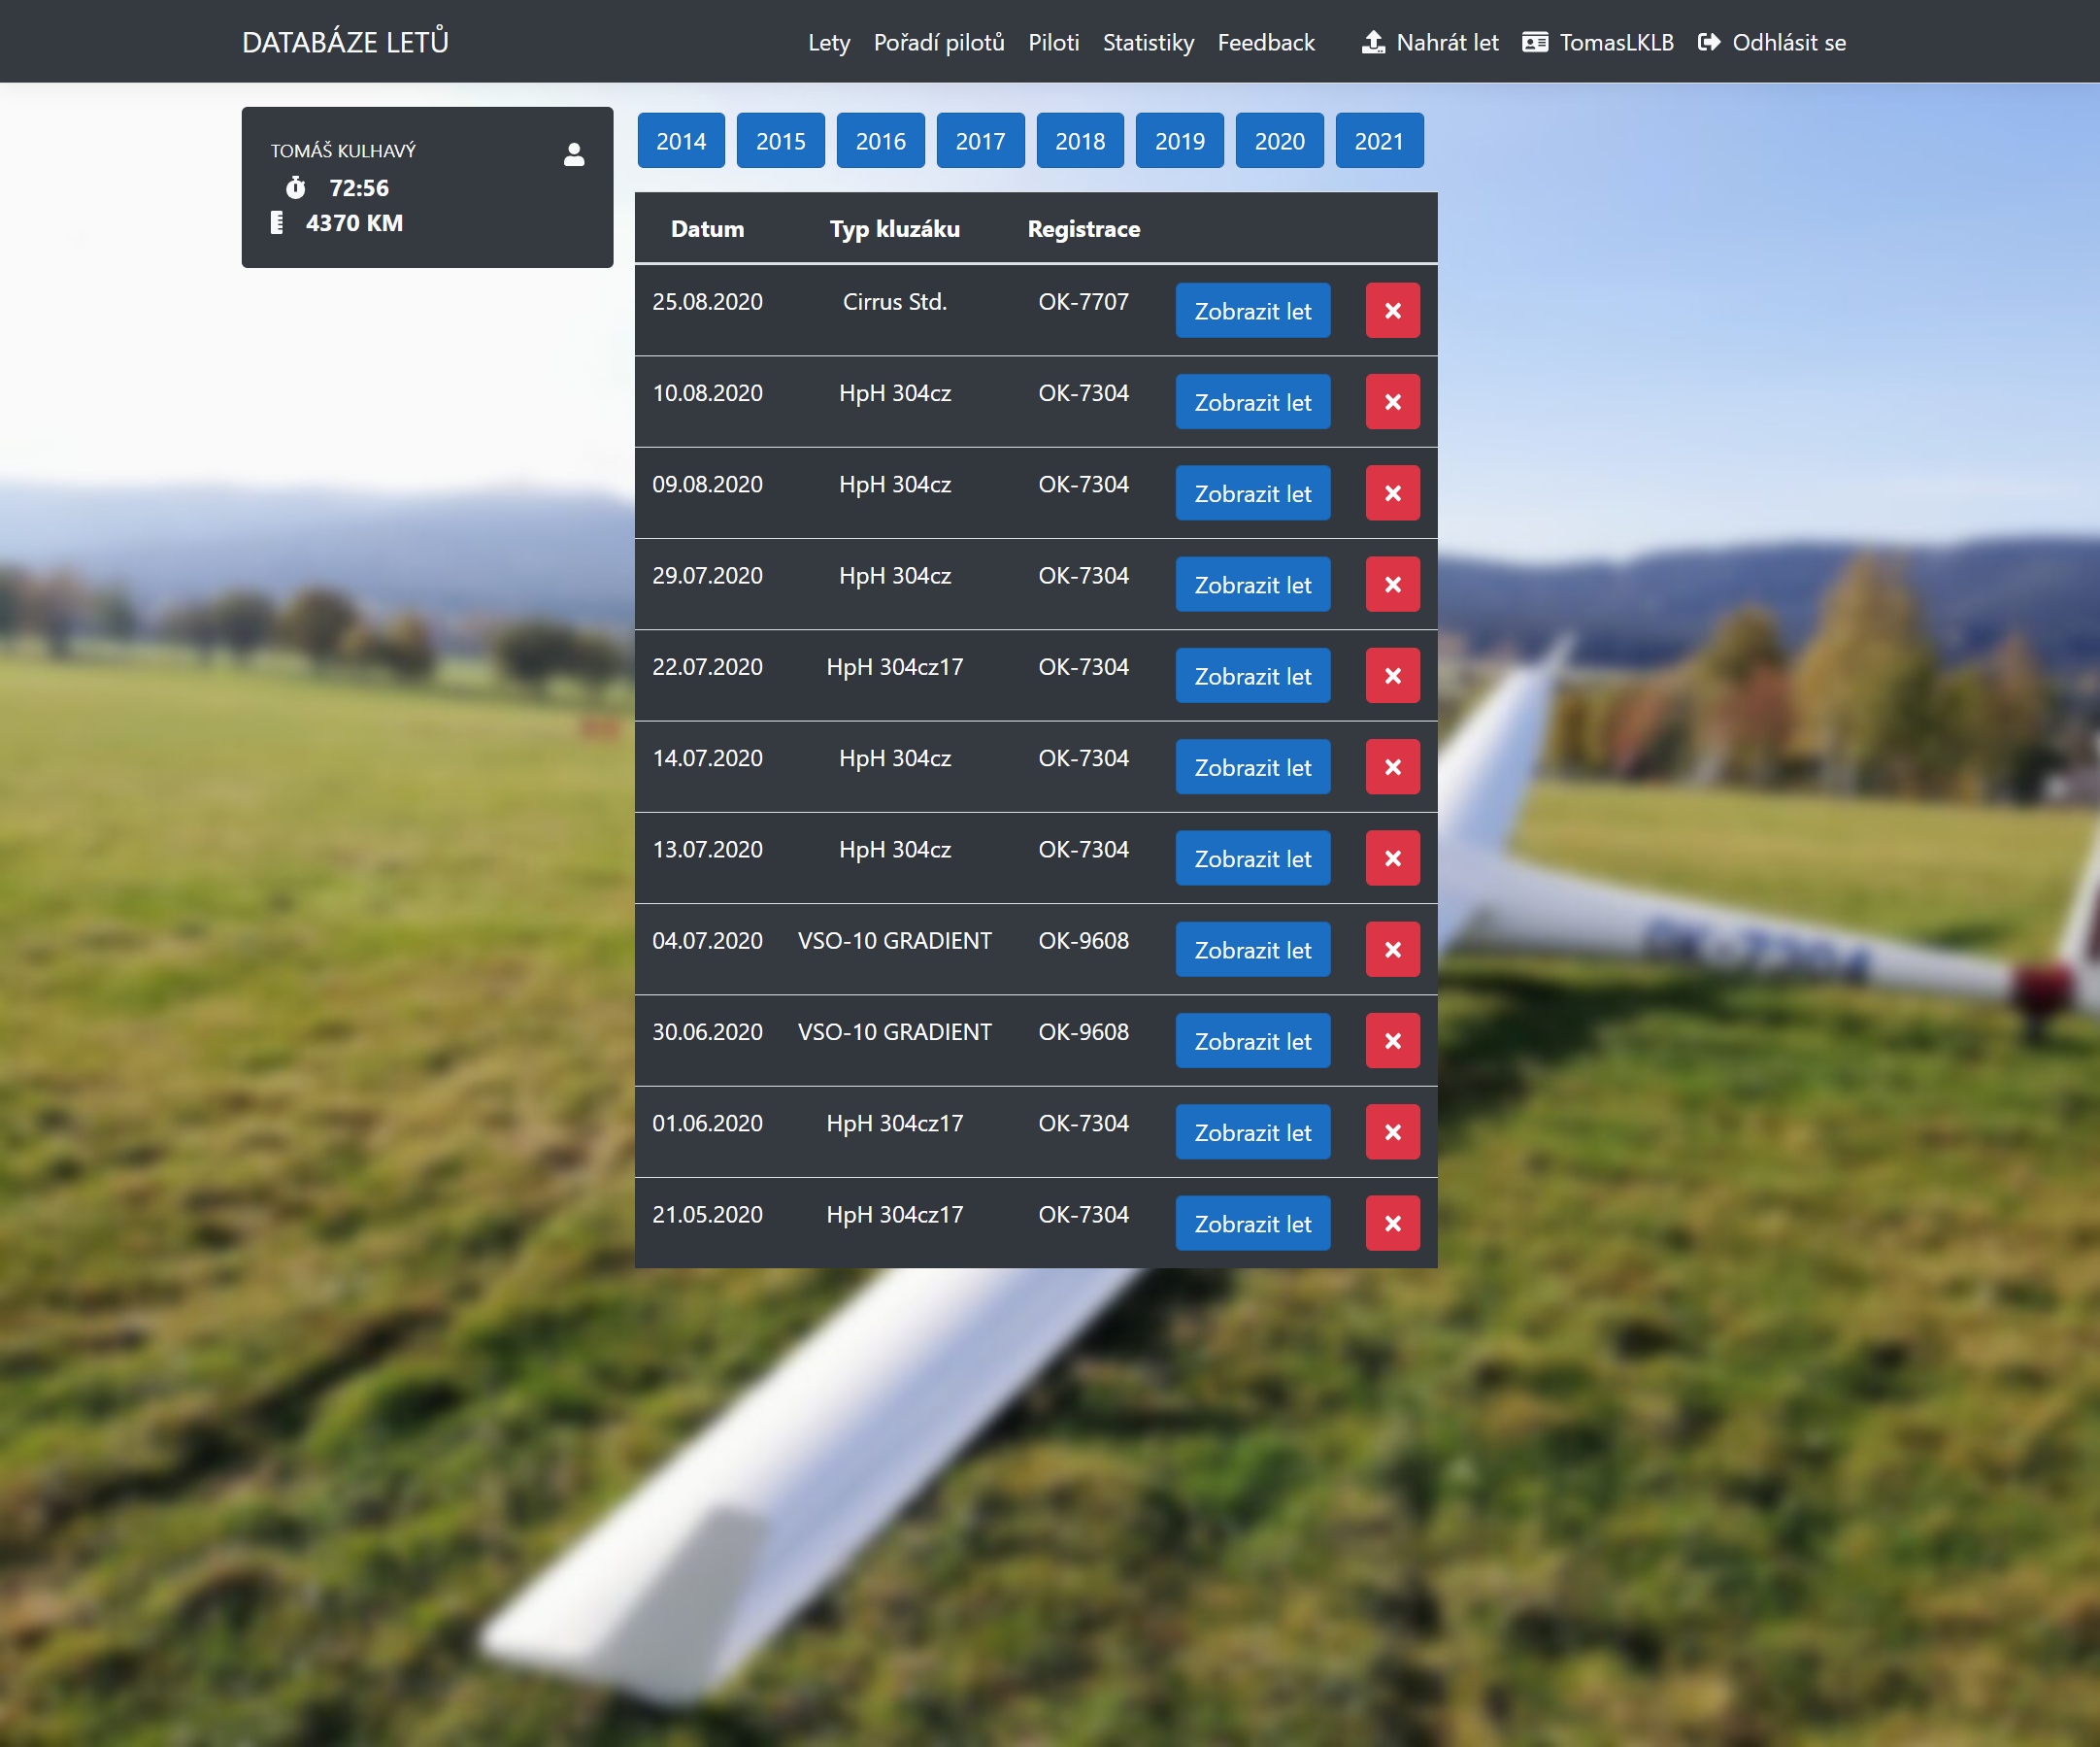 DATABÁZE LETŮ Lety Pořadí pilotů Piloti Statistiky Feedback Nahrát let TomasLKLB Odhlásit se
TOMÁŠ KULHAVÝ
72:56
4370 KM
2014 2015 2016 2017 2018 2019 2020 2021
Datum Typ kluzáku Registrace
25.08.2020 Cirrus Std. OK-7707 Zobrazit let
10.08.2020 HpH 304cz OK-7304 Zobrazit let
09.08.2020 HpH 304cz OK-7304 Zobrazit let
29.07.2020 HpH 304cz OK-7304 Zobrazit let
22.07.2020 HpH 304cz17 OK-7304 Zobrazit let
14.07.2020 HpH 304cz OK-7304 Zobrazit let
13.07.2020 HpH 304cz OK-7304 Zobrazit let
04.07.2020 VSO-10 GRADIENT OK-9608 Zobrazit let
30.06.2020 VSO-10 GRADIENT OK-9608 Zobrazit let
01.06.2020 HpH 304cz17 OK-7304 Zobrazit let
21.05.2020 HpH 304cz17 OK-7304 Zobrazit let
OK-7304